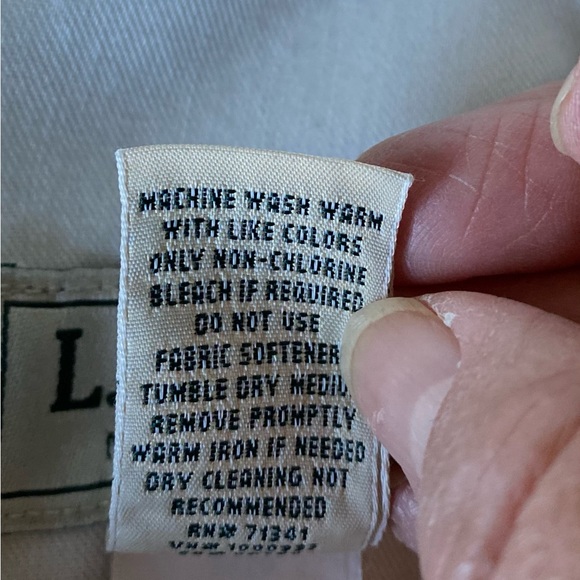 MACHINE WASH WARM
WITH LIKE COLORS
ONLY NON-CHLORINE
BLEACH IF REQUIRED
DO NOT USE
FABRIC SOFTENER
TUMBLE DRY MEDIU
REMOVE PROMPTLY
WARM IRON IF NEEDED
DRY CLEANING NOT
RECOMMENDED
RN# 71341
L.